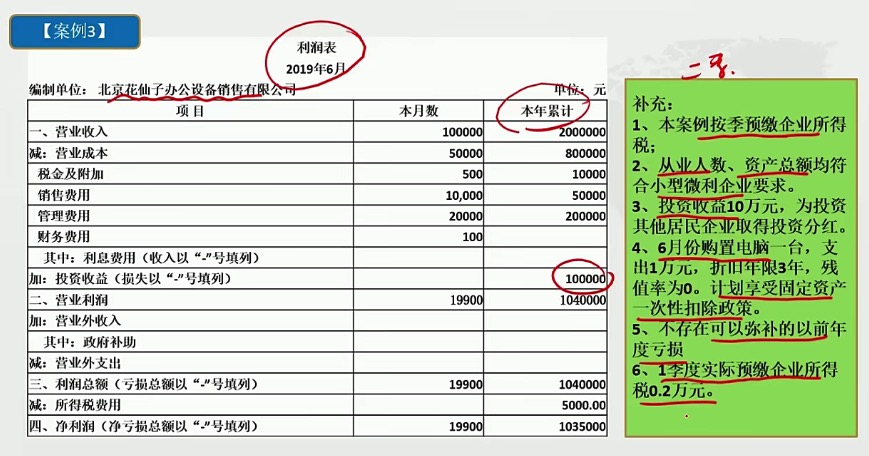 【案例3】
利润表
2019年6月
编制单位： 北京花仙子办公设备销售有限公司 单位：元
项 目 本月数 本年累计
一、营业收入 100000 2000000
减：营业成本 50000 800000
税金及附加 500 10000
销售费用 10,000 50000
管理费用 20000 200000
财务费用 100
其中：利息费用（收入以“-”号填列）
加：投资收益（损失以“-”号填列） 100000
二、营业利润 19900 1040000
加：营业外收入
其中：政府补助
减：营业外支出
三、利润总额（亏损总额以“-”号填列） 19900 1040000
减：所得税费用 5000.00
四、净利润（净亏损总额以“-”号填列） 19900 1035000
二季.
补充：
1、本案例按季预缴企业所得
税；
2、从业人数、资产总额均符
合小型微利企业要求。
3、投资收益10万元，为投资
其他居民企业取得投资分红。
4、6月份购置电脑一台，支
出1万元，折旧年限3年，残
值率为0。计划享受固定资产
一次性扣除政策。
5、不存在可以弥补的以前年
度亏损
6、1季度实际预缴企业所得
税0.2万元。